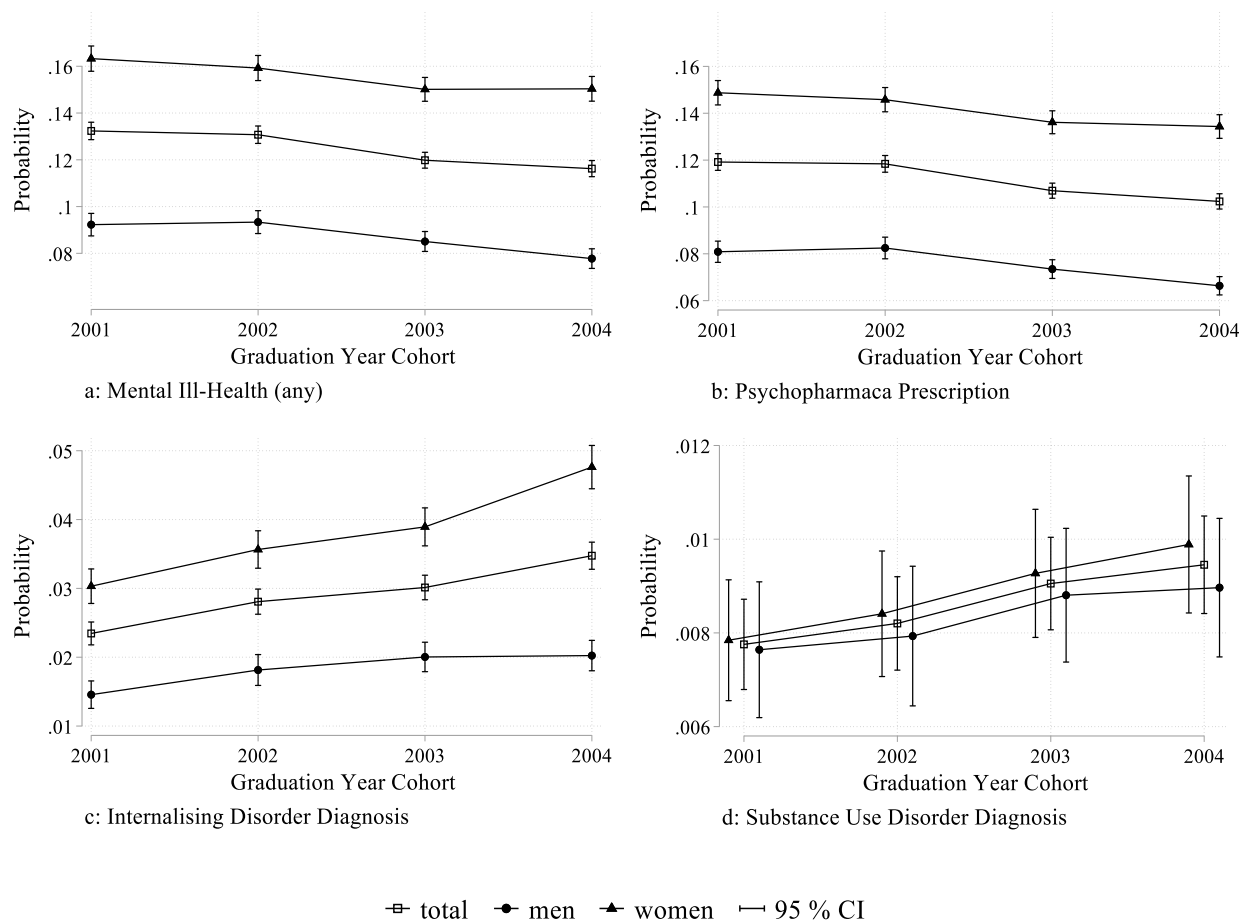 Probability
.16
.14
.12
.1
.08
2001 2002 2003 2004
Graduation Year Cohort
a: Mental Ill-Health (any)
Probability
.16
.14
.12
.1
.08
.06
2001 2002 2003 2004
Graduation Year Cohort
b: Psychopharmaca Prescription
Probability
.05
.04
.03
.02
.01
2001 2002 2003 2004
Graduation Year Cohort
c: Internalising Disorder Diagnosis
Probability
.012
.01
.008
.006
2001 2002 2003 2004
Graduation Year Cohort
d: Substance Use Disorder Diagnosis
total men women 95 % CI